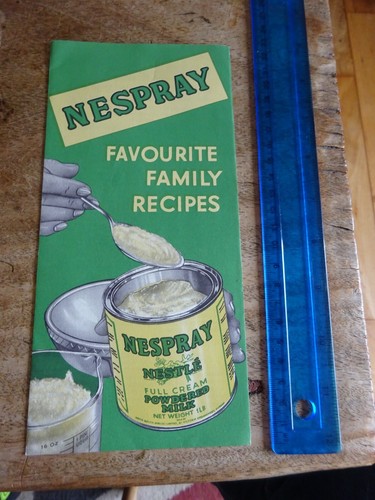 NESPRAY
FAVOURITE
FAMILY
RECIPES
NESPRAY
NESTLÉ
FULL CREAM
POWDERED
MILK
NET WEIGHT 1LB
16 OZ